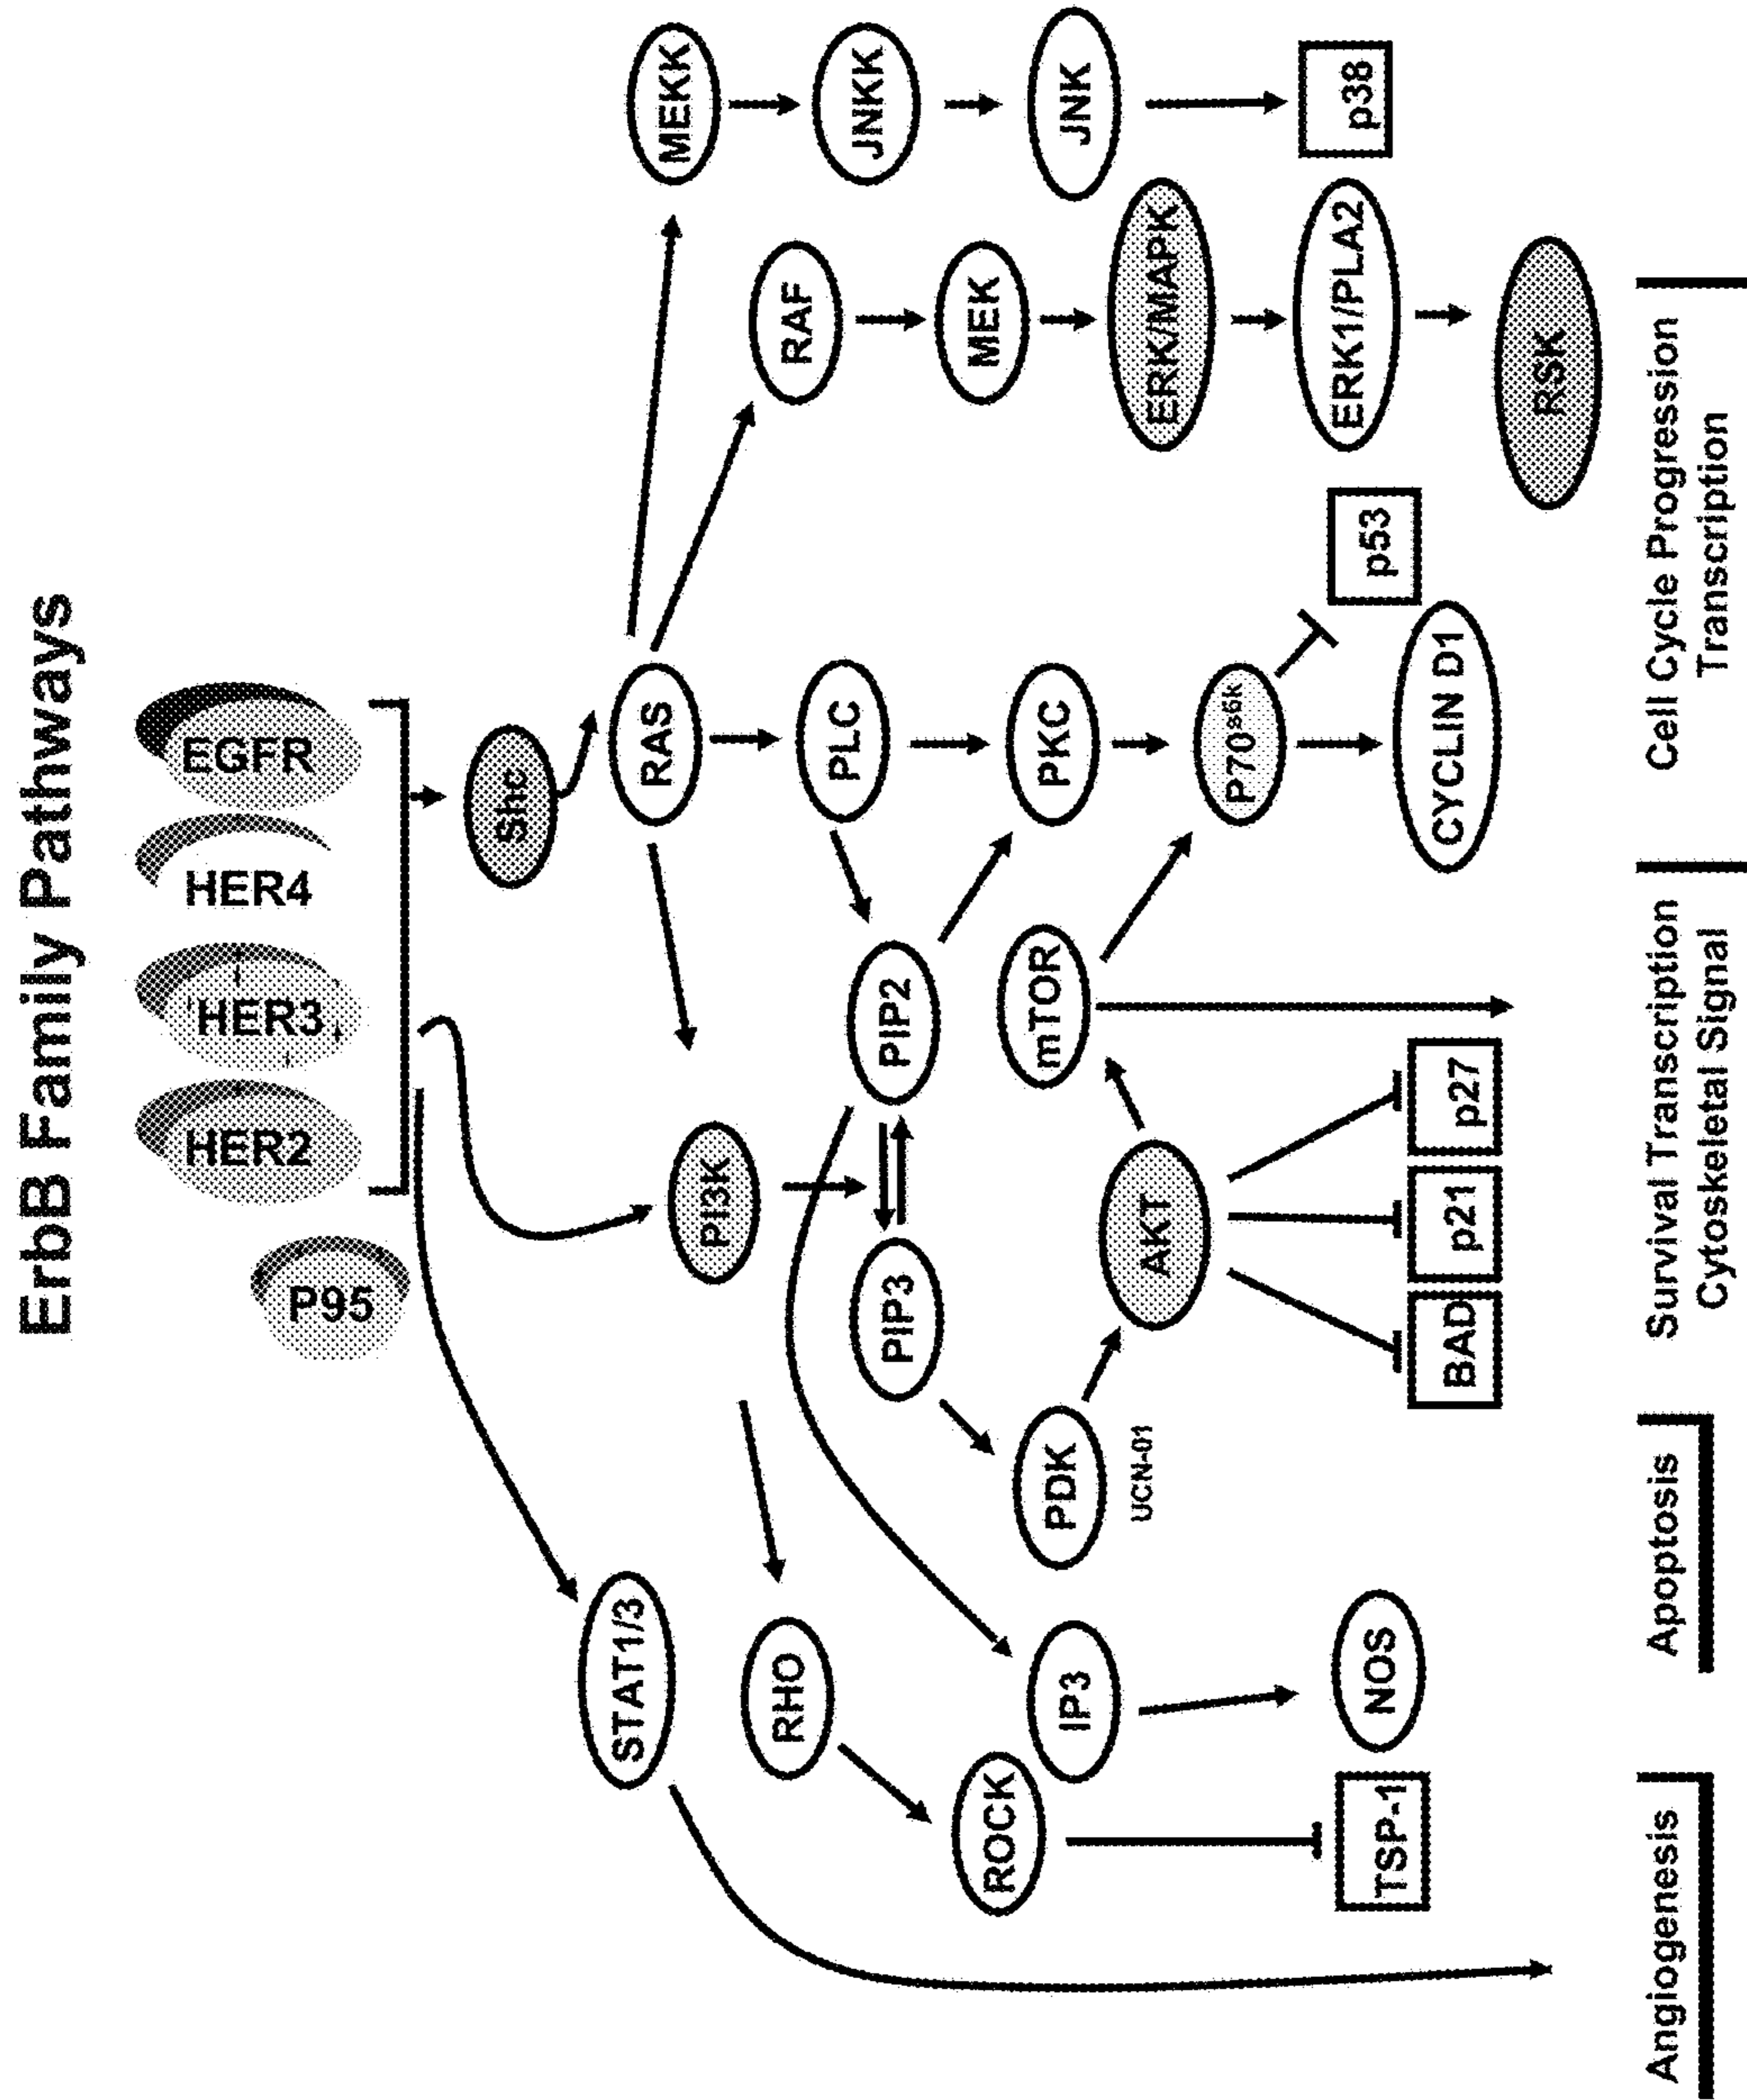 ErbB Family Pathways
P95
HER2
HER3
HER4
EGFR
Shc
STAT1/3
PI3K
RAS
MEKK
RHO
PIP3
PIP2
PLC
RAF
JNKK
ROCK
IP3
PDK
UCN-01
mTOR
PKC
MEK
JNK
AKT
P70s6k
ERK/MAPK
TSP-1
NOS
BAD
p21
p27
CYCLIN D1
p53
ERK1/PLA2
p38
RSK
Angiogenesis
Apoptosis
Survival Transcription
Cytoskeletal Signal
Cell Cycle Progression
Transcription